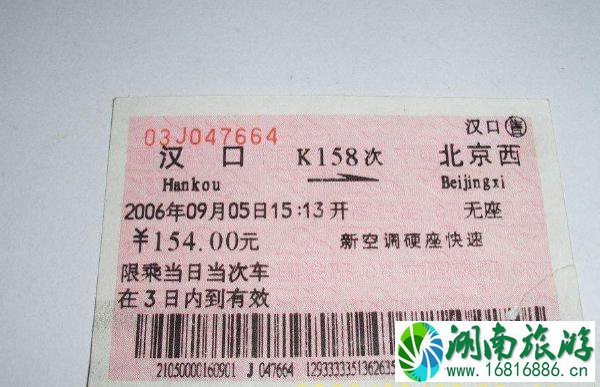 汉口售
03J047664
汉口 K158次 北京西
Hankou Beijingxi
2006年09月05日15:13开 无座
¥154.00元 新空调硬座快速
限乘当日当次车
在3日内到有效
21050000160901 J 047664 1293333351362635
湖南旅游
www.16816886.cn